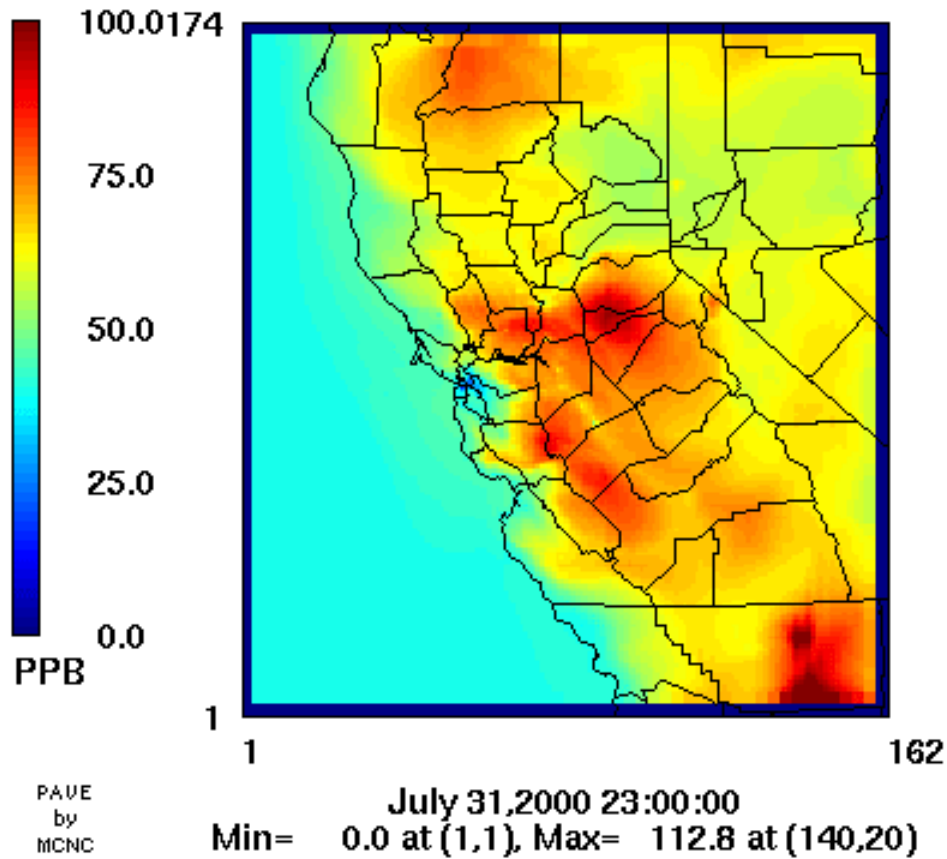 100.0174
75.0
50.0
25.0
0.0
PPB
1
1 162
PAVE
by
MCNC
July 31,2000 23:00:00
Min= 0.0 at (1,1), Max= 112.8 at (140,20)